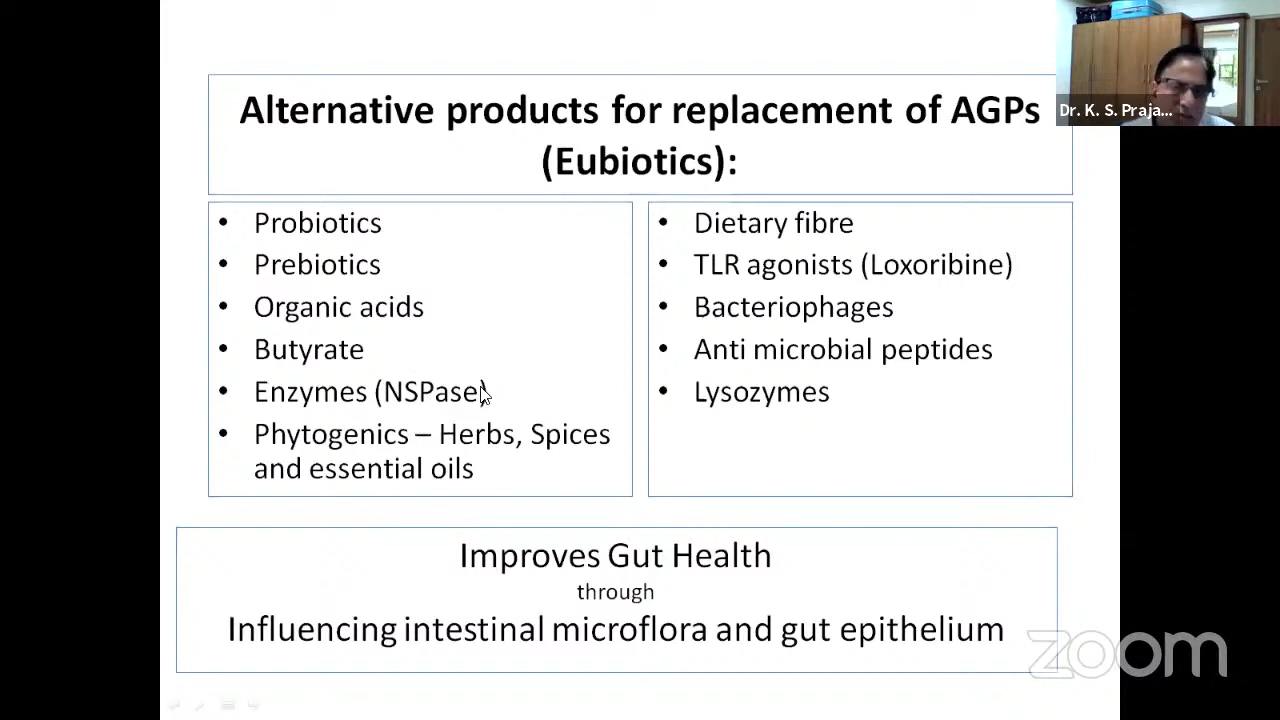 Alternative products for replacement of AGPs
(Eubiotics):
Dr. K. S. Praja...
• Probiotics
• Prebiotics
• Organic acids
• Butyrate
• Enzymes (NSPase)
• Phytogenics – Herbs, Spices
and essential oils
• Dietary fibre
• TLR agonists (Loxoribine)
• Bacteriophages
• Anti microbial peptides
• Lysozymes
Improves Gut Health
through
Influencing intestinal microflora and gut epithelium
zoom